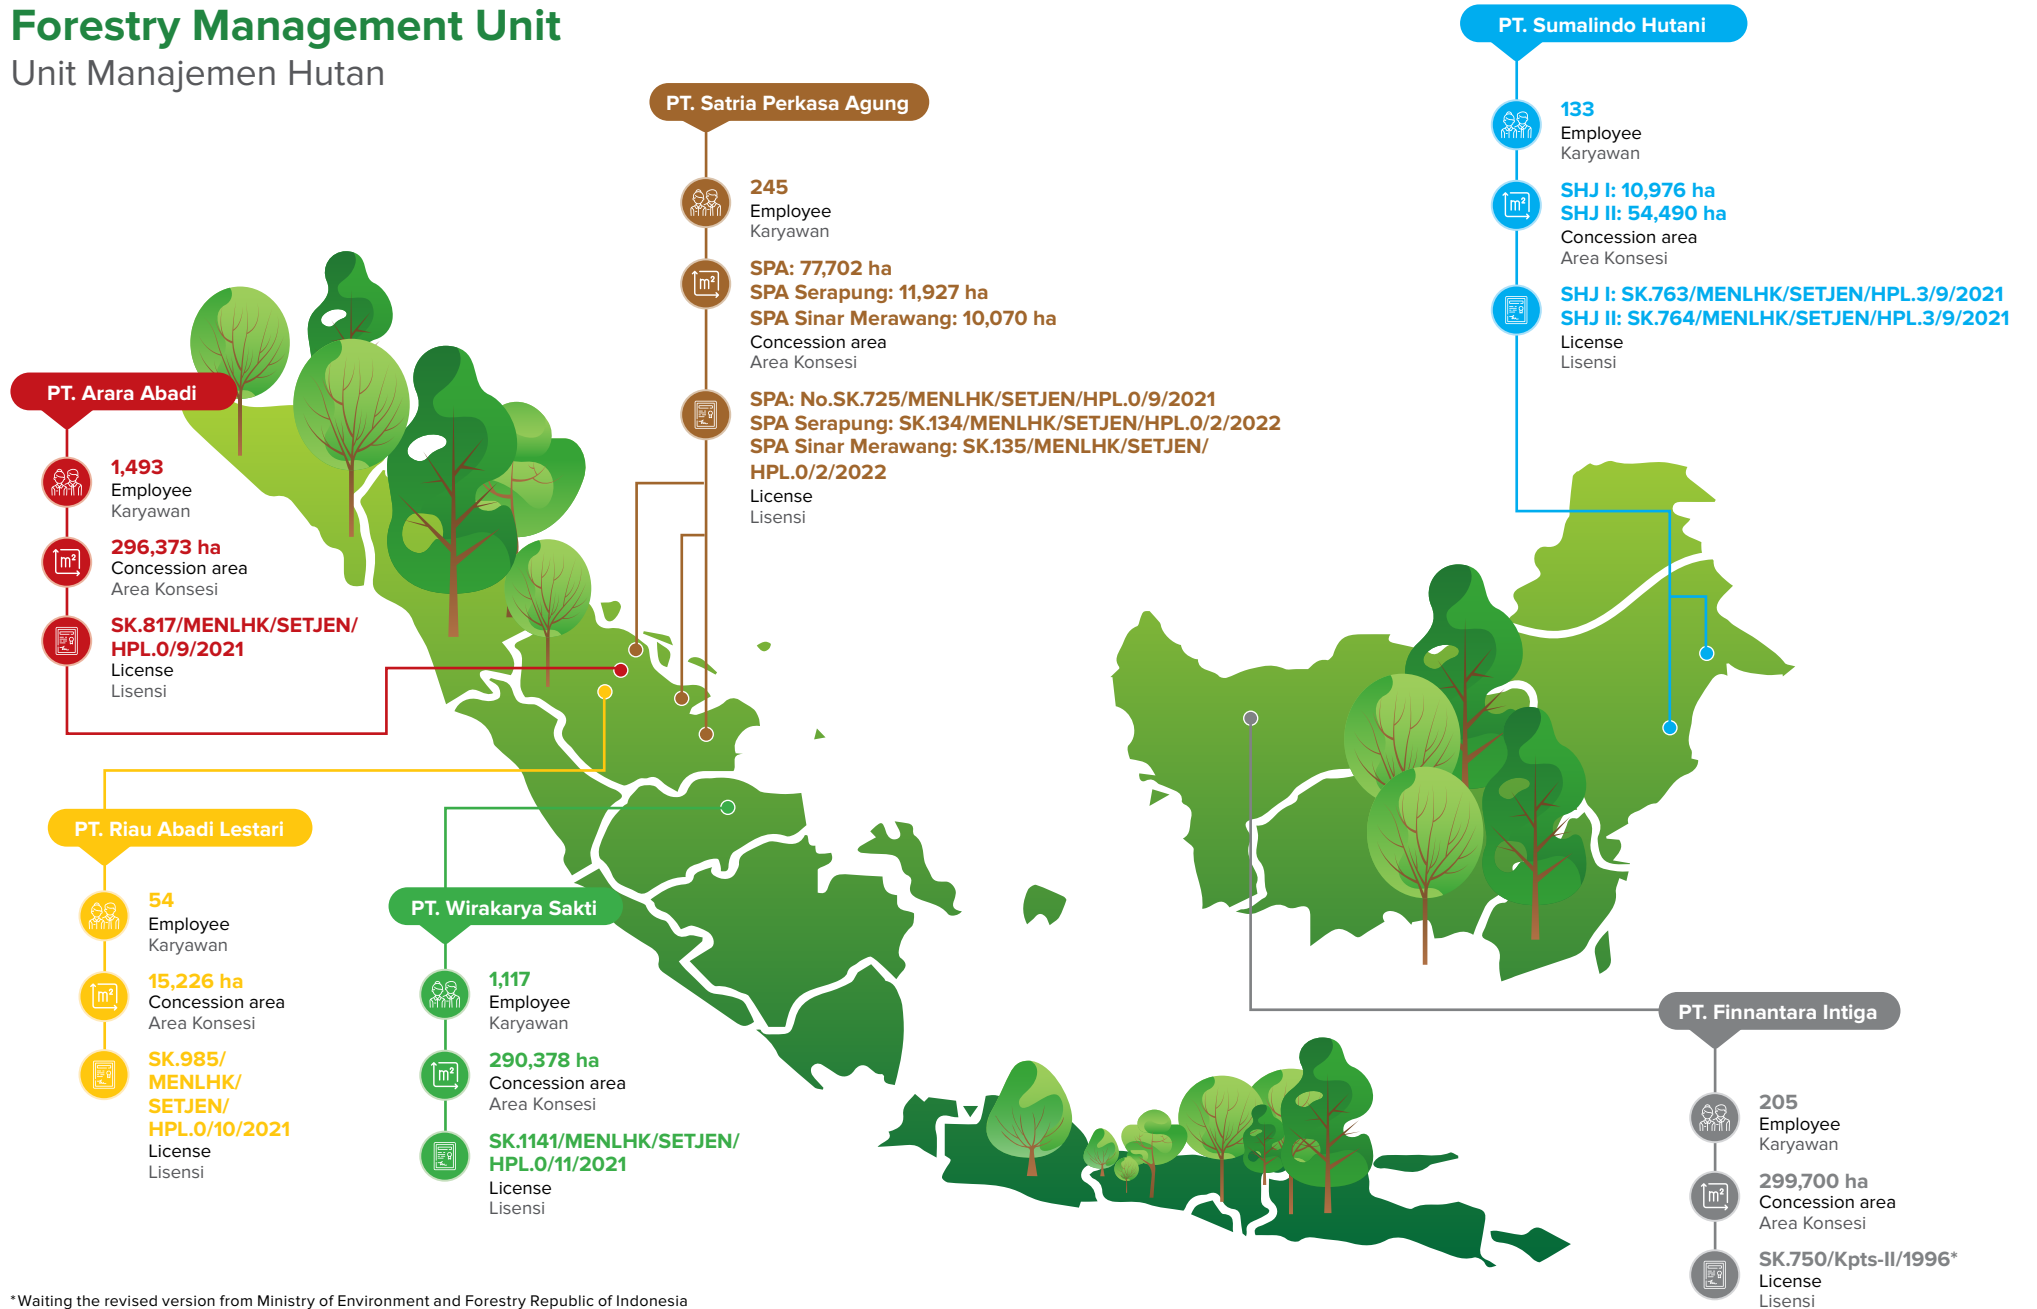 Forestry Management Unit
Unit Manajemen Hutan
PT. Sumalindo Hutani
133
Employee
Karyawan
SHJ I: 10,976 ha
SHJ II: 54,490 ha
Concession area
Area Konsesi
SHJ I: SK.763/MENLHK/SETJEN/HPL.3/9/2021
SHJ II: SK.764/MENLHK/SETJEN/HPL.3/9/2021
License
Lisensi
PT. Satria Perkasa Agung
245
Employee
Karyawan
SPA: 77,702 ha
SPA Serapung: 11,927 ha
SPA Sinar Merawang: 10,070 ha
Concession area
Area Konsesi
SPA: No.SK.725/MENLHK/SETJEN/HPL.0/9/2021
SPA Serapung: SK.134/MENLHK/SETJEN/HPL.0/2/2022
SPA Sinar Merawang: SK.135/MENLHK/SETJEN/
HPL.0/2/2022
License
Lisensi
PT. Arara Abadi
1,493
Employee
Karyawan
m²
296,373 ha
Concession area
Area Konsesi
SK.817/MENLHK/SETJEN/
HPL.0/9/2021
License
Lisensi
PT. Riau Abadi Lestari
54
Employee
Karyawan
m²
15,226 ha
Concession area
Area Konsesi
SK.985/
MENLHK/
SETJEN/
HPL.0/10/2021
License
Lisensi
PT. Wirakarya Sakti
1,117
Employee
Karyawan
m²
290,378 ha
Concession area
Area Konsesi
SK.1141/MENLHK/SETJEN/
HPL.0/11/2021
License
Lisensi
PT. Finnantara Intiga
205
Employee
Karyawan
m²
299,700 ha
Concession area
Area Konsesi
SK.750/Kpts-II/1996*
License
Lisensi
*Waiting the revised version from Ministry of Environment and Forestry Republic of Indonesia